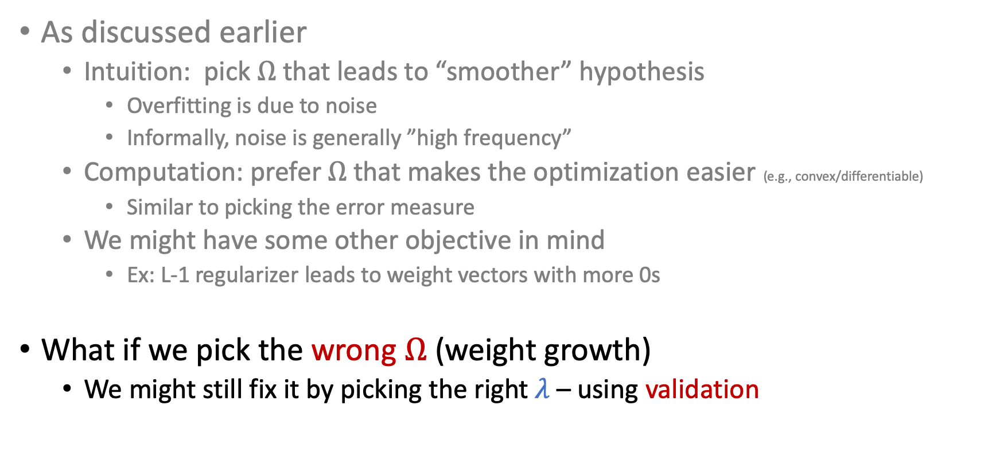 • As discussed earlier
• Intuition:  pick Ω that leads to “smoother” hypothesis
• Overfitting is due to noise
• Informally, noise is generally ”high frequency”
• Computation: prefer Ω that makes the optimization easier (e.g., convex/differentiable)
• Similar to picking the error measure
• We might have some other objective in mind
• Ex: L-1 regularizer leads to weight vectors with more 0s
• What if we pick the wrong Ω (weight growth)
• We might still fix it by picking the right λ – using validation